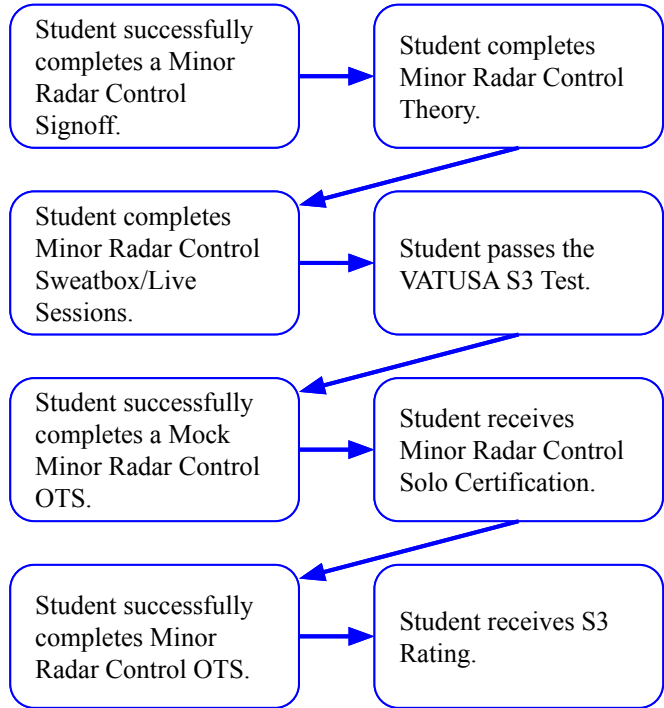 Student successfully
completes a Minor
Radar Control
Signoff.
Student completes
Minor Radar Control
Theory.
Student completes
Minor Radar Control
Sweatbox/Live
Sessions.
Student passes the
VATUSA S3 Test.
Student successfully
completes a Mock
Minor Radar Control
OTS.
Student receives
Minor Radar Control
Solo Certification.
Student successfully
completes Minor
Radar Control OTS.
Student receives S3
Rating.